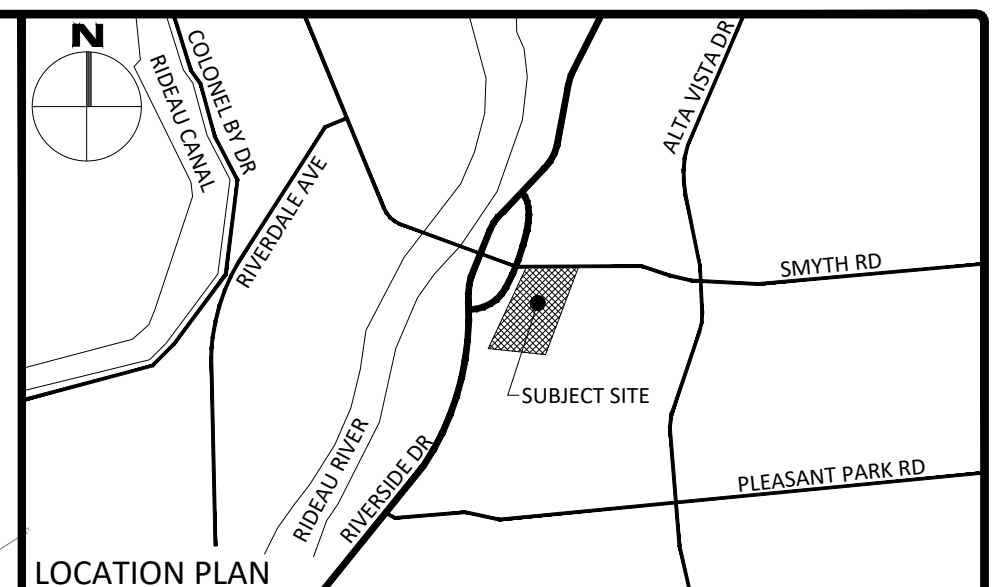 N
COLONEL BY DR
RIDEAU CANAL
ALTA VISTA DR
RIVERDALE AVE
SMYTH RD
SUBJECT SITE
RIDEAU RIVER
RIVERSIDE DR
PLEASANT PARK RD
LOCATION PLAN